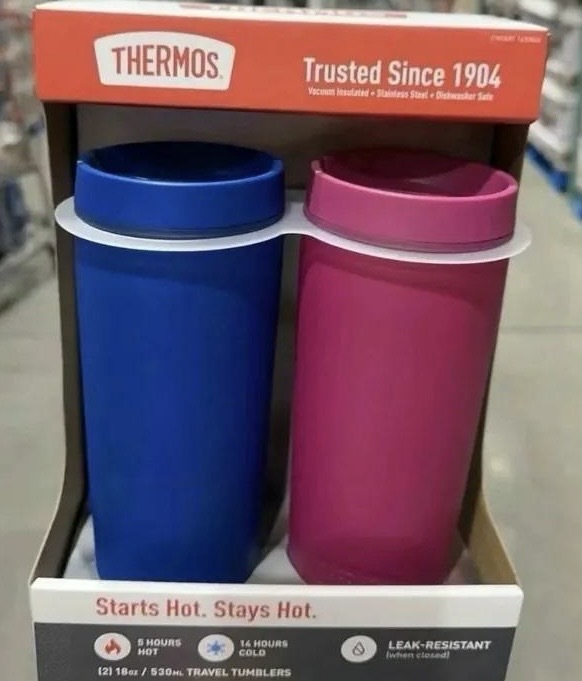 THERMOS
Trusted Since 1904
Vacuum Insulated • Stainless Steel • Dishwasher Safe
Starts Hot. Stays Hot.
5 HOURS
HOT
14 HOURS
COLD
LEAK-RESISTANT
(when closed)
(2) 18oz / 530mL TRAVEL TUMBLERS